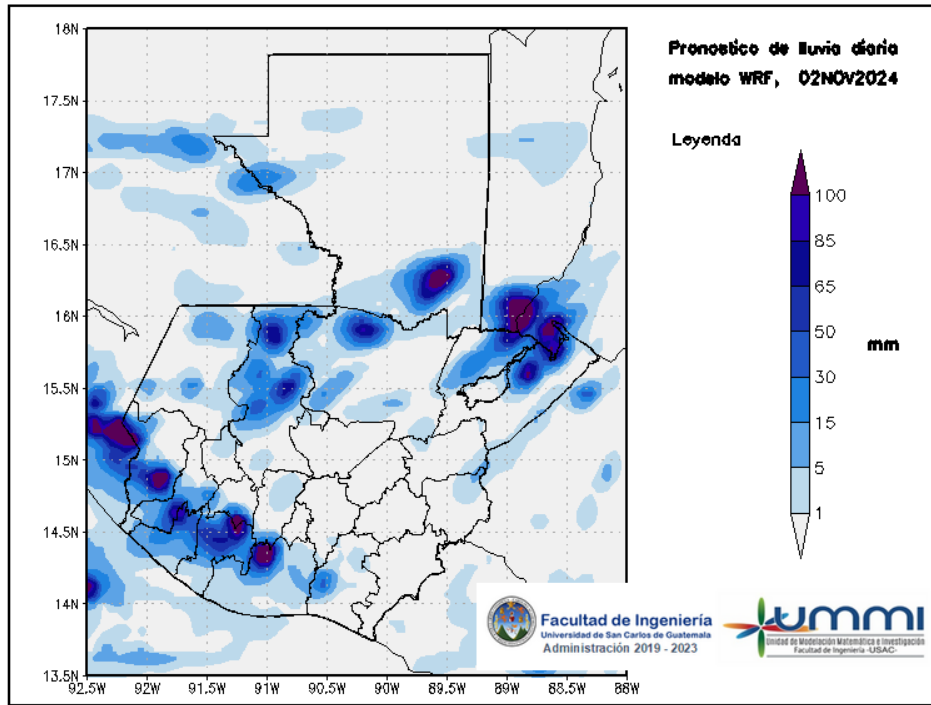 Pronostico de lluvia diaria
modelo WRF, 02NOV2024
Leyenda
100
85
65
50
30
15
5
1
mm
18N
17.5N
17N
16.5N
16N
15.5N
15N
14.5N
14N
13.5N
92.5W
92W
91.5W
91W
90.5W
90W
89.5W
89W
88.5W
88W
Facultad de Ingeniería
Universidad de San Carlos de Guatemala
Administración 2019 - 2023
UMMI
Unidad de Modelación Matemática e Investigación
Facultad de Ingeniería -USAC-